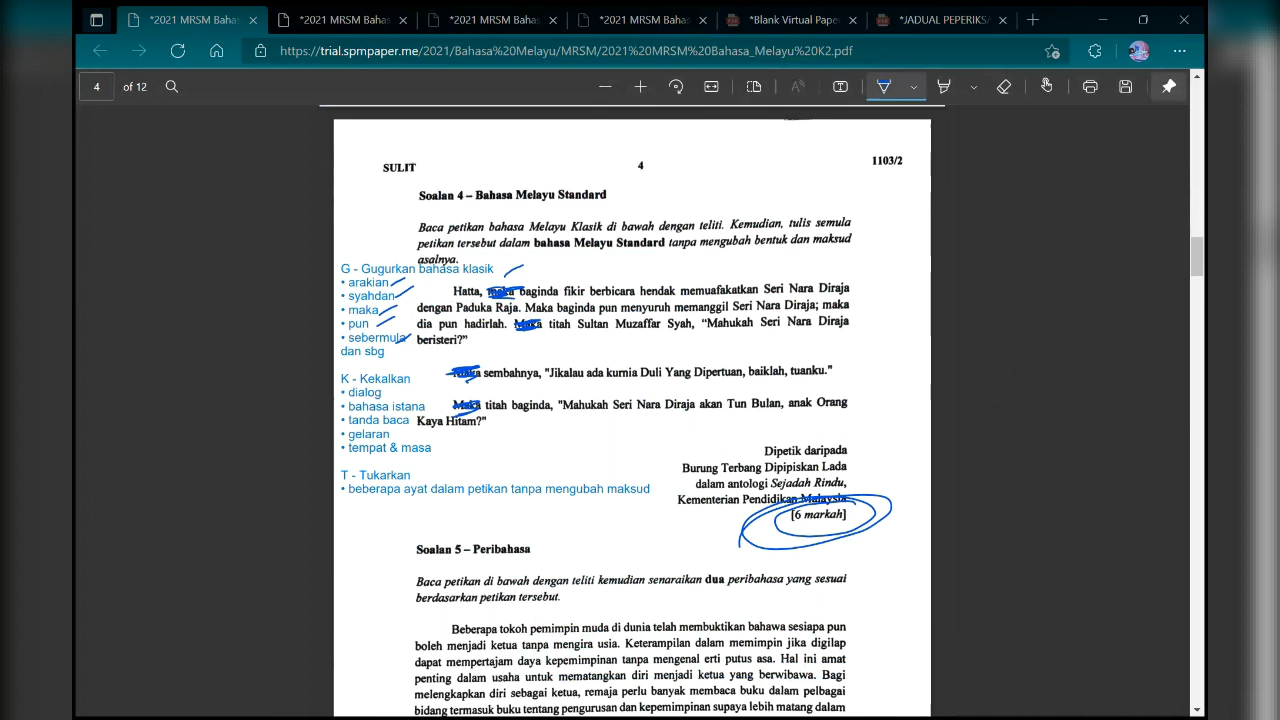 *2021 MRSM Bahas
*2021 MRSM Bahas
*2021 MRSM Bahas
*2021 MRSM Bahas
*Blank Virtual Pape
*JADUAL PEPERIKS
https://trial.spmpaper.me/2021/Bahasa%20Melayu/MRSM/2021%20MRSM%20Bahasa_Melayu%20K2.pdf
4 of 12
SULIT 4 1103/2
Soalan 4 – Bahasa Melayu Standard
Baca petikan bahasa Melayu Klasik di bawah dengan teliti. Kemudian, tulis semula
petikan tersebut dalam bahasa Melayu Standard tanpa mengubah bentuk dan maksud
asalnya.
G - Gugurkan bahasa klasik
• arakian
• syahdan
• maka
• pun
• sebermula
dan sbg
K - Kekalkan
• dialog
• bahasa istana
• tanda baca
• gelaran
• tempat & masa
T - Tukarkan
• beberapa ayat dalam petikan tanpa mengubah maksud
Hatta, maka baginda fikir berbicara hendak memuafakatkan Seri Nara Diraja
dengan Paduka Raja. Maka baginda pun menyuruh memanggil Seri Nara Diraja; maka
dia pun hadirlah. Maka titah Sultan Muzaffar Syah, “Mahukah Seri Nara Diraja
beristeri?”
Maka sembahnya, "Jikalau ada kurnia Duli Yang Dipertuan, baiklah, tuanku."
Maka titah baginda, "Mahukah Seri Nara Diraja akan Tun Bulan, anak Orang
Kaya Hitam?"
Dipetik daripada
Burung Terbang Dipipiskan Lada
dalam antologi Sejadah Rindu,
Kementerian Pendidikan Malaysia
[6 markah]
Soalan 5 – Peribahasa
Baca petikan di bawah dengan teliti kemudian senaraikan dua peribahasa yang sesuai
berdasarkan petikan tersebut.
Beberapa tokoh pemimpin muda di dunia telah membuktikan bahawa sesiapa pun
boleh menjadi ketua tanpa mengira usia. Keterampilan dalam memimpin jika digilap
dapat mempertajam daya kepemimpinan tanpa mengenal erti putus asa. Hal ini amat
penting dalam usaha untuk mematangkan diri menjadi ketua yang berwibawa. Bagi
melengkapkan diri sebagai ketua, remaja perlu banyak membaca buku dalam pelbagai
bidang termasuk buku tentang pengurusan dan kepemimpinan supaya lebih matang dalam